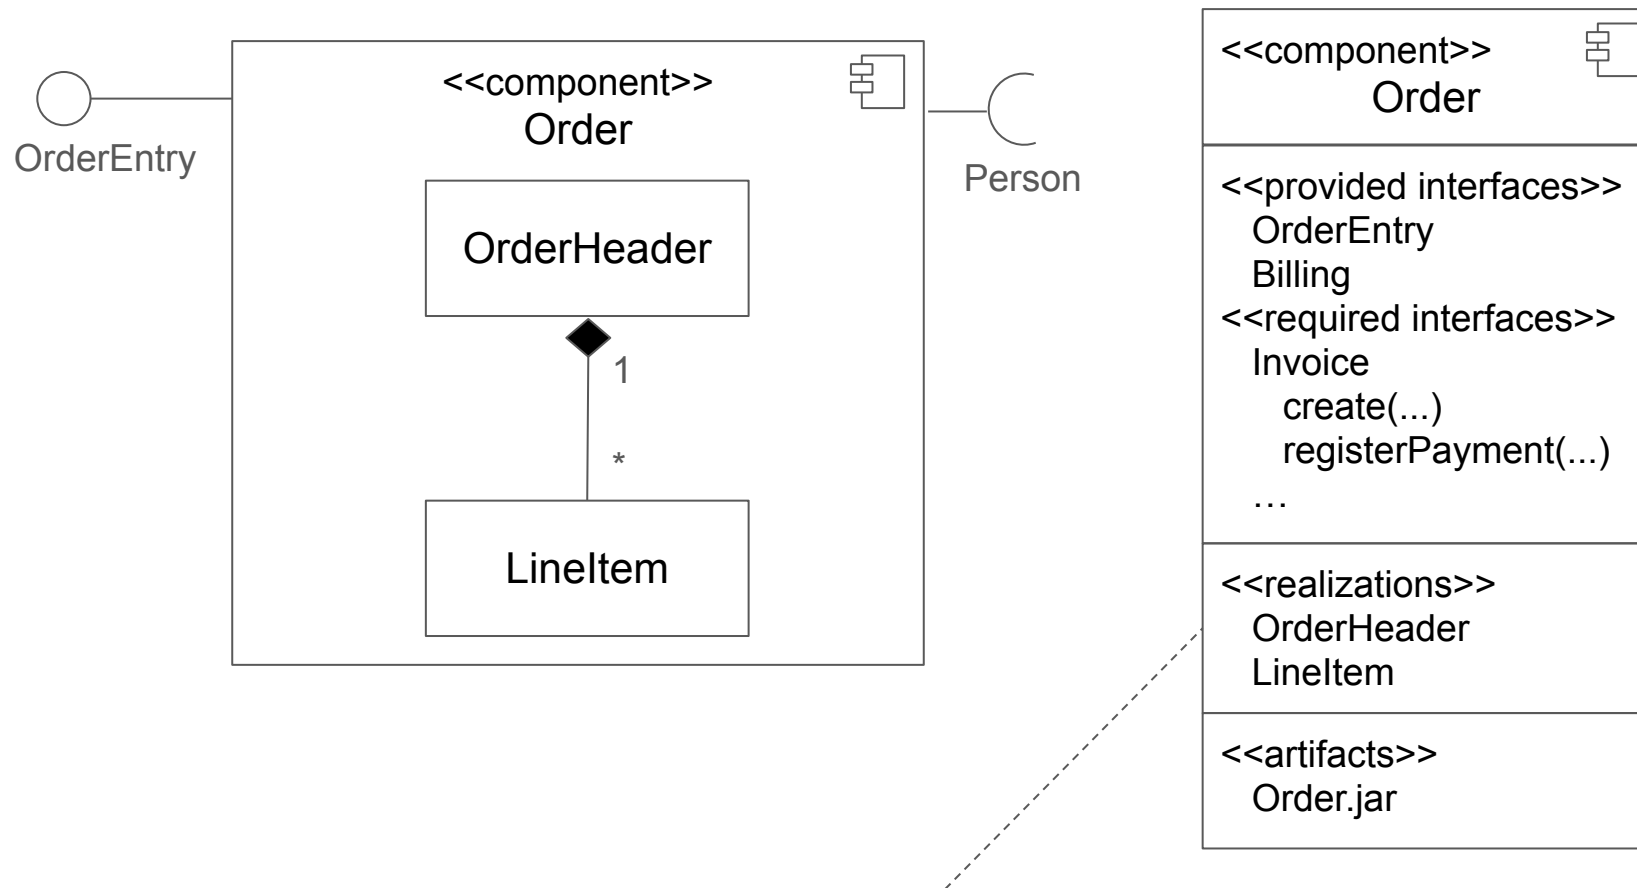 OrderEntry
<<component>>
Order
OrderHeader
1
*
LineItem
Person
<<component>>
Order
<<provided interfaces>>
OrderEntry
Billing
<<required interfaces>>
Invoice
create(...)
registerPayment(...)
…
<<realizations>>
OrderHeader
LineItem
<<artifacts>>
Order.jar